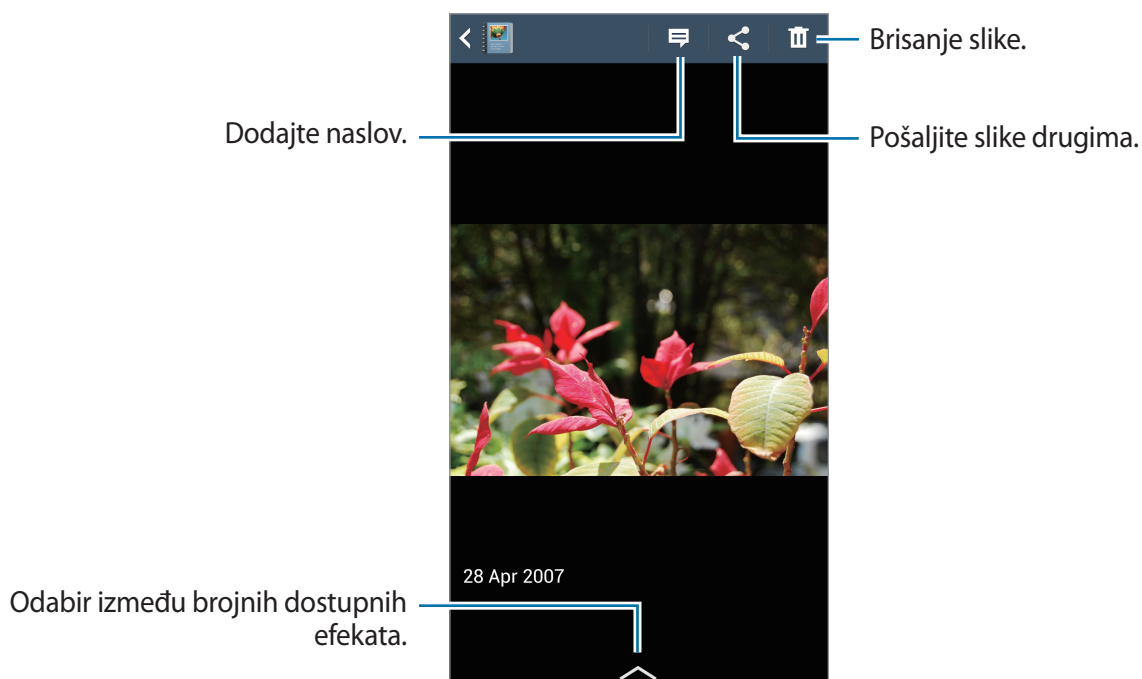 Brisanje slike.
Dodajte naslov.
Pošaljite slike drugima.
28 Apr 2007
Odabir između brojnih dostupnih
efekata.